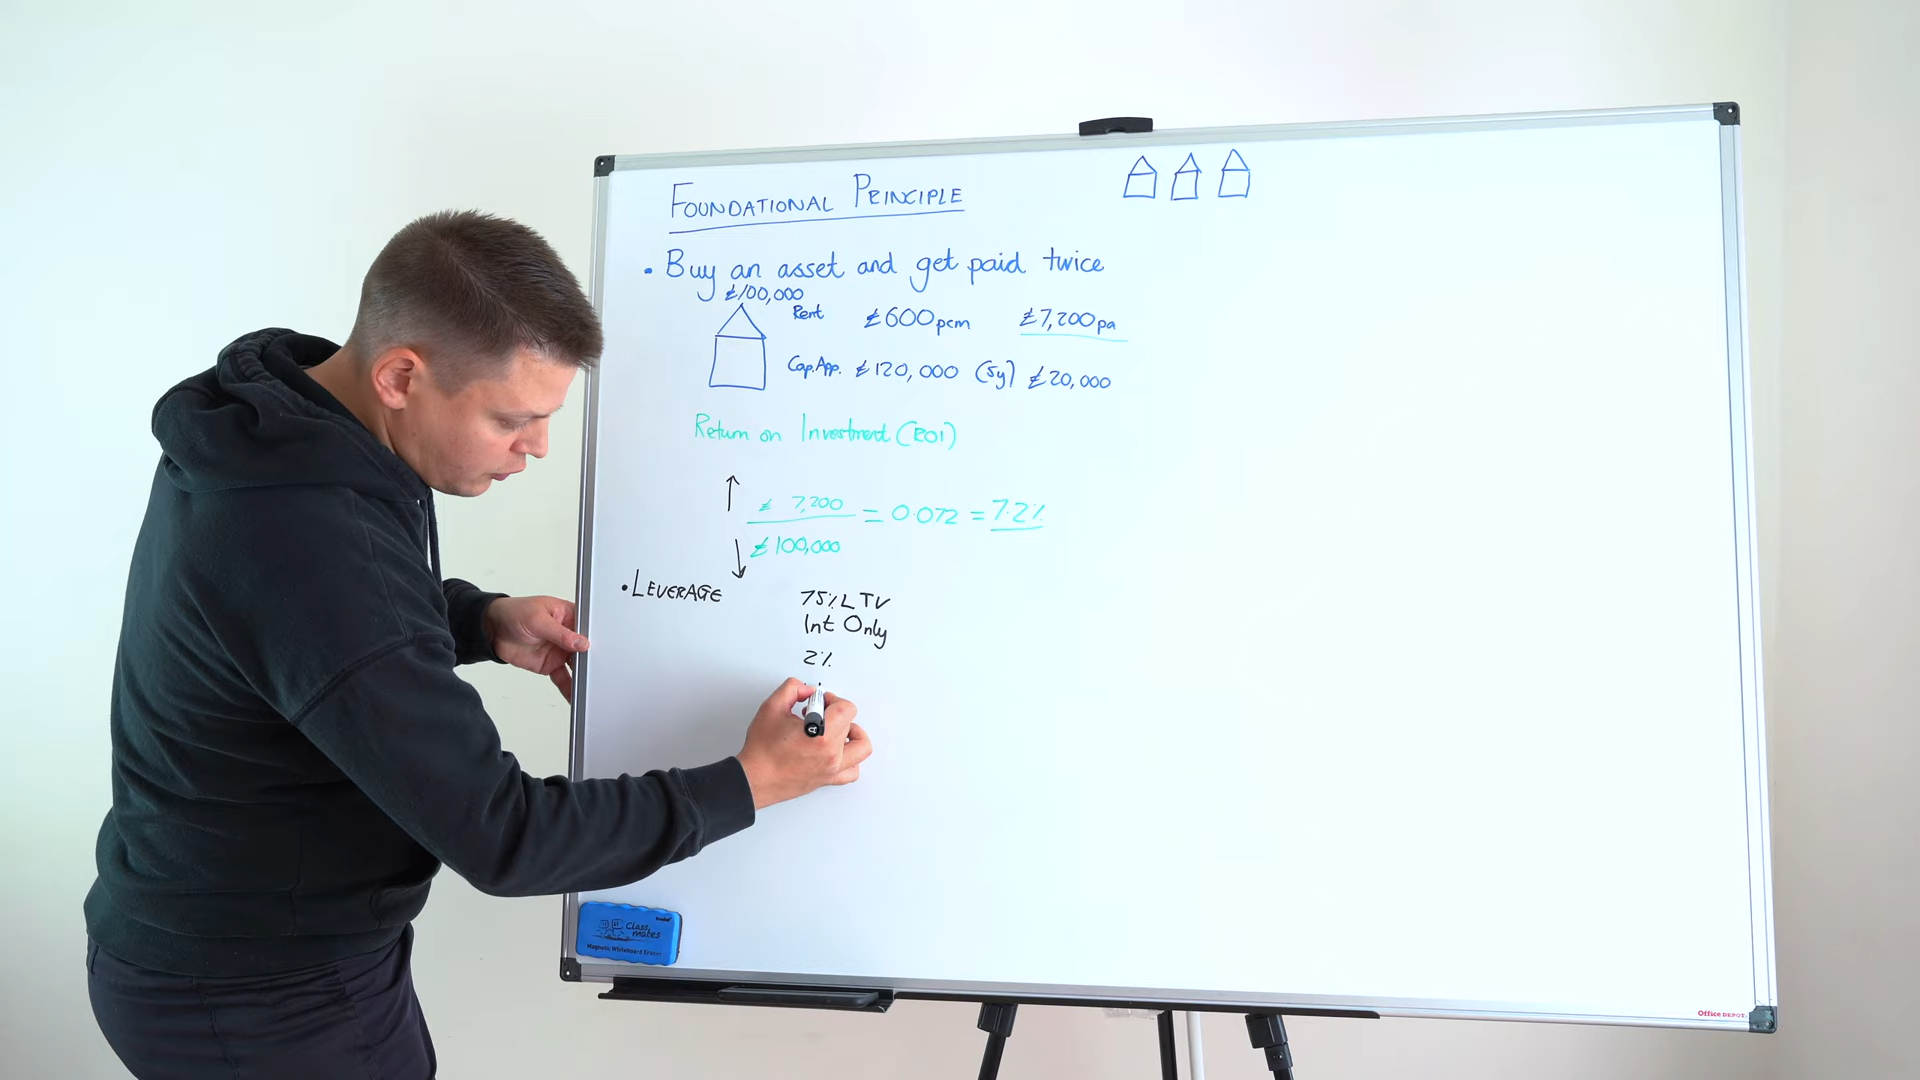 FOUNDATIONAL PRINCIPLE
• Buy an asset and get paid twice
£100,000
Rent £600pcm £7,200pa
Cap.App. £120,000 (5y) £20,000
Return on Investment (ROI)
£ 7,200 = 0.072 = 7.2%
£100,000
• LEVERAGE
75% LTV
Int Only
2%
Class
mates
Magnetic Whiteboard Eraser
Office DEPOT